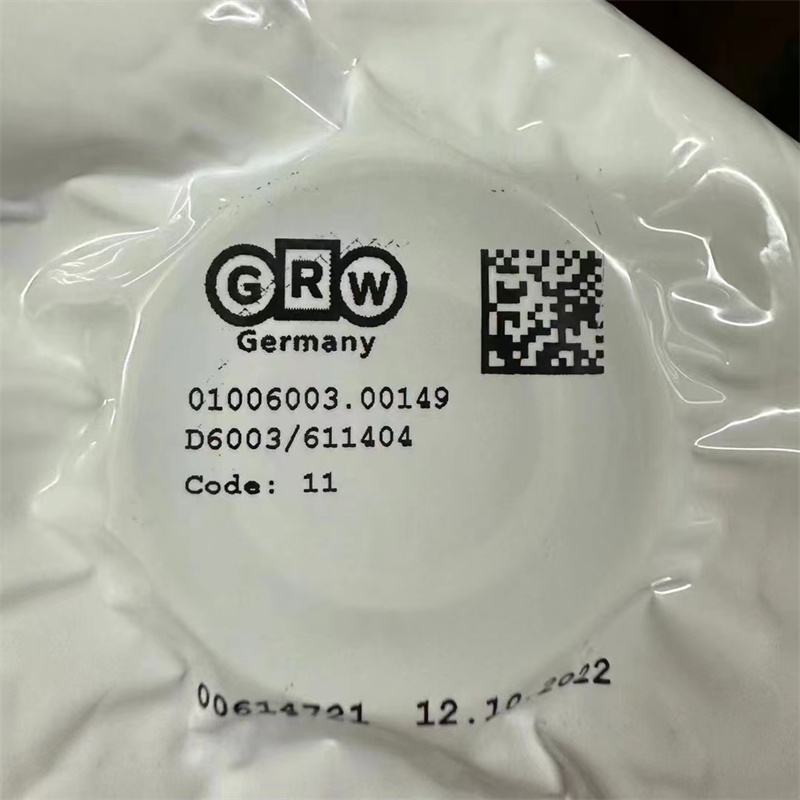 GRW
Germany
01006003.00149
D6003/611404
Code: 11
00614721 12.10.2022